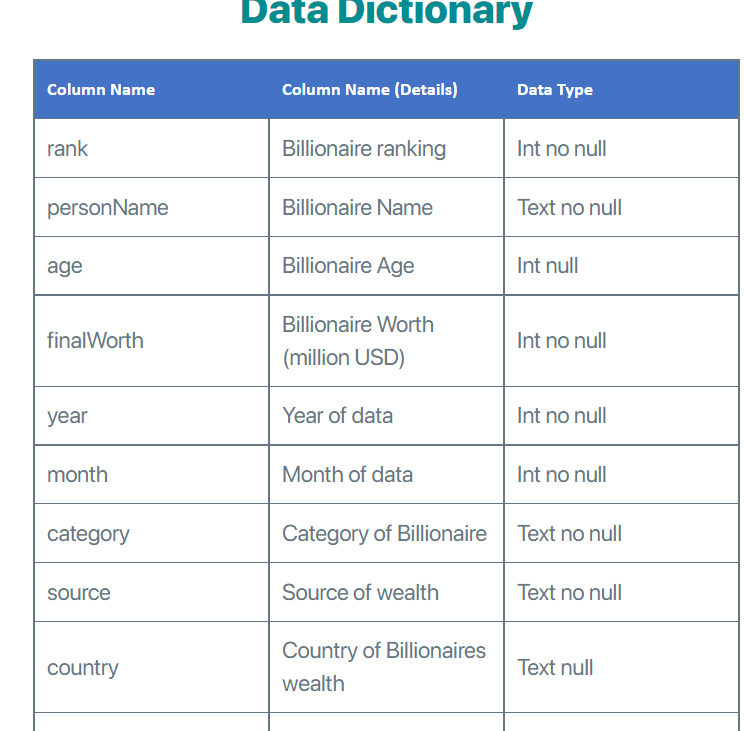 Data Dictionary
Column Name Column Name (Details) Data Type
rank Billionaire ranking Int no null
personName Billionaire Name Text no null
age Billionaire Age Int null
finalWorth Billionaire Worth (million USD) Int no null
year Year of data Int no null
month Month of data Int no null
category Category of Billionaire Text no null
source Source of wealth Text no null
country Country of Billionaires wealth Text null